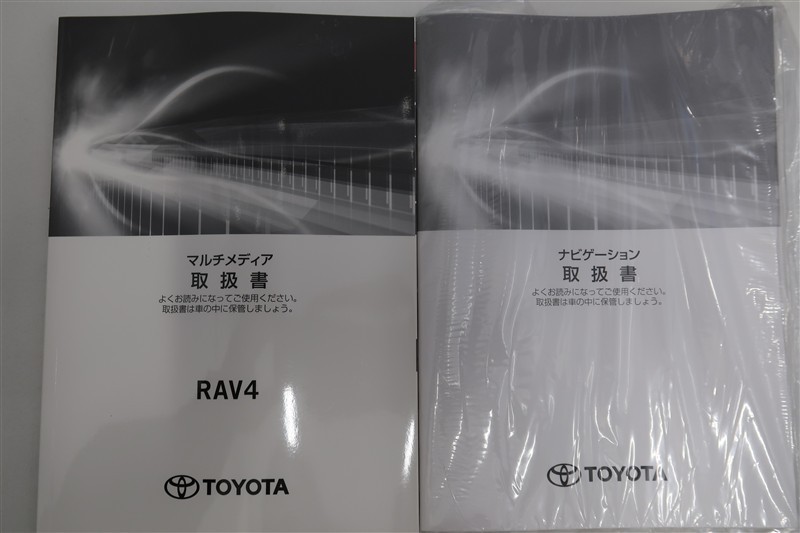 マルチメディア
取扱書
よくお読みになってご使用ください。
取扱書は車の中に保管しましょう。
RAV4
TOYOTA
ナビゲーション
取扱書
よくお読みになってご使用ください。
取扱書は車の中に保管しましょう。
TOYOTA